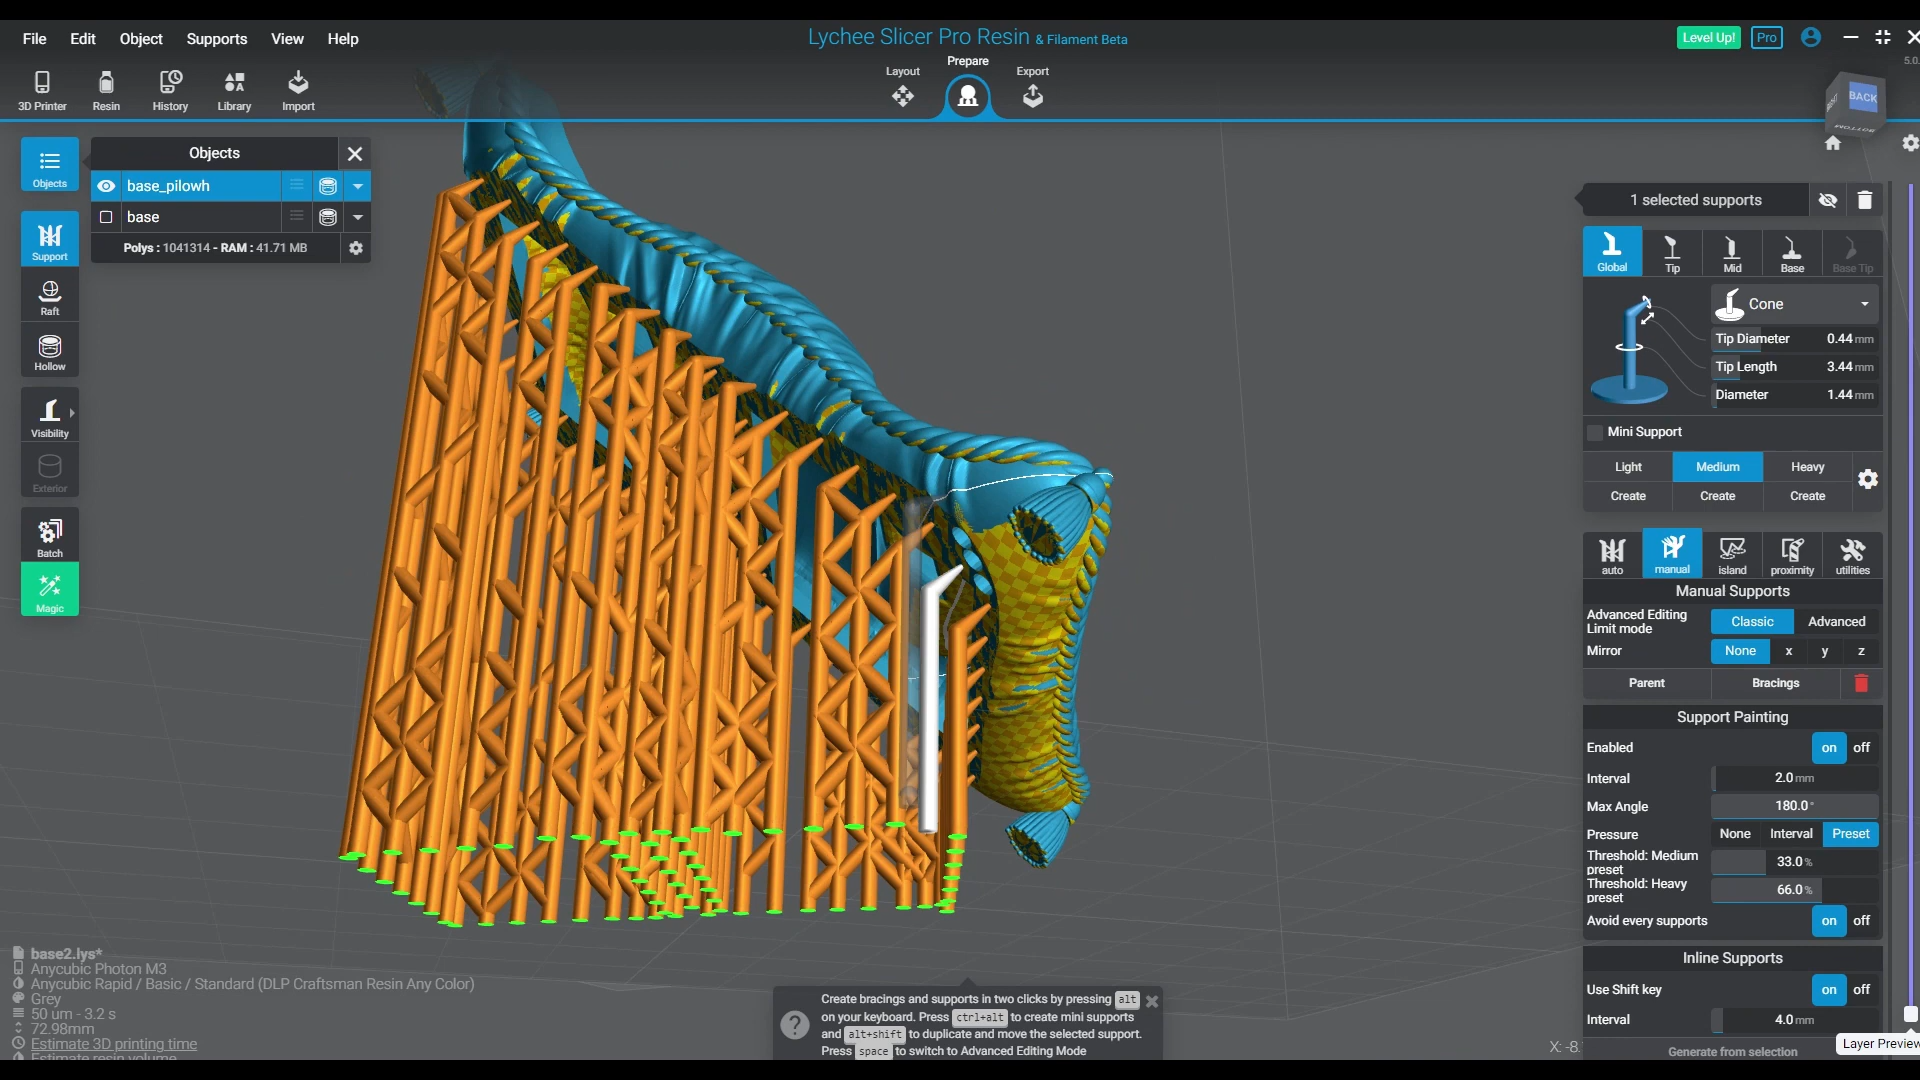 File Edit Object Supports View Help
Lychee Slicer Pro Resin & Filament Beta
Level Up! Pro
5.0.
3D Printer Resin History Library Import
Layout Prepare Export
BACK
BOTTOM
Objects
Objects
base_pilowh
base
Polys : 1041314 - RAM : 41.71 MB
Support
Raft
Hollow
Visibility
Exterior
Batch
Magic
1 selected supports
Global Tip Mid Base Base Tip
Cone
Tip Diameter 0.44 mm
Tip Length 3.44 mm
Diameter 1.44 mm
Mini Support
Light Medium Heavy
Create Create Create
auto manual island proximity utilities
Manual Supports
Advanced Editing
Limit mode
Classic Advanced
Mirror None x y z
Parent Bracings
Support Painting
Enabled on off
Interval 2.0 mm
Max Angle 180.0 °
Pressure None Interval Preset
Threshold: Medium
preset
33.0 %
Threshold: Heavy
preset
66.0 %
Avoid every supports on off
Inline Supports
Use Shift key on off
Interval 4.0 mm
Generate from selection
Layer Preview
base2.lys*
Anycubic Photon M3
Anycubic Rapid / Basic / Standard (DLP Craftsman Resin Any Color)
Grey
50 um - 3.2 s
72.98mm
Estimate 3D printing time
Estimate resin volume
Create bracings and supports in two clicks by pressing alt
on your keyboard. Press ctrl+alt to create mini supports
and alt+shift to duplicate and move the selected support.
Press space to switch to Advanced Editing Mode
X: -8.